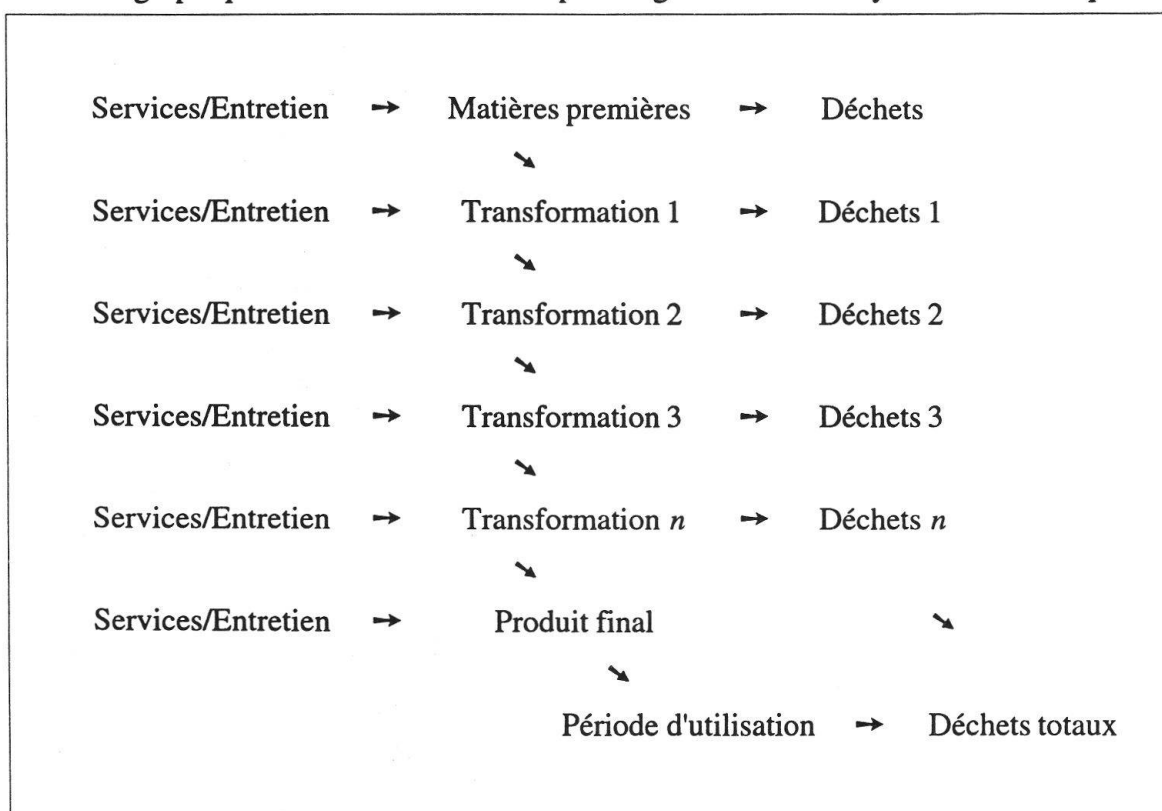 Services/Entretien → Matières premières → Déchets
↘
Services/Entretien → Transformation 1 → Déchets 1
↘
Services/Entretien → Transformation 2 → Déchets 2
↘
Services/Entretien → Transformation 3 → Déchets 3
↘
Services/Entretien → Transformation n → Déchets n
↘
Services/Entretien → Produit final ↘
↘
Période d'utilisation → Déchets totaux